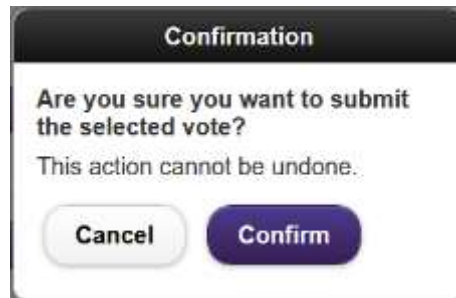 Confirmation
Are you sure you want to submit
the selected vote?
This action cannot be undone.
Cancel
Confirm